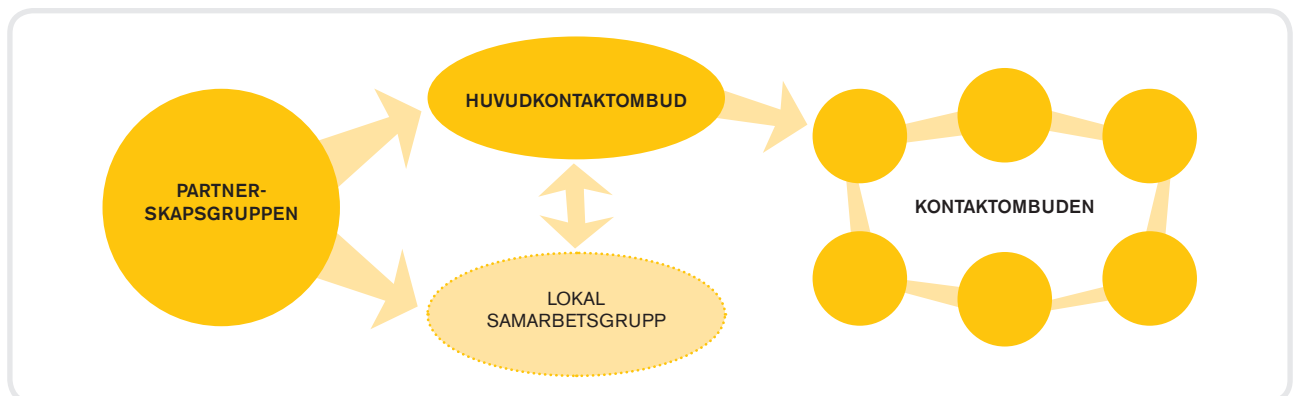 PARTNER-
SKAPSGRUPPEN
HUVUDKONTAKTOMBUD
LOKAL
SAMARBETSGRUPP
KONTAKTOMBUDEN